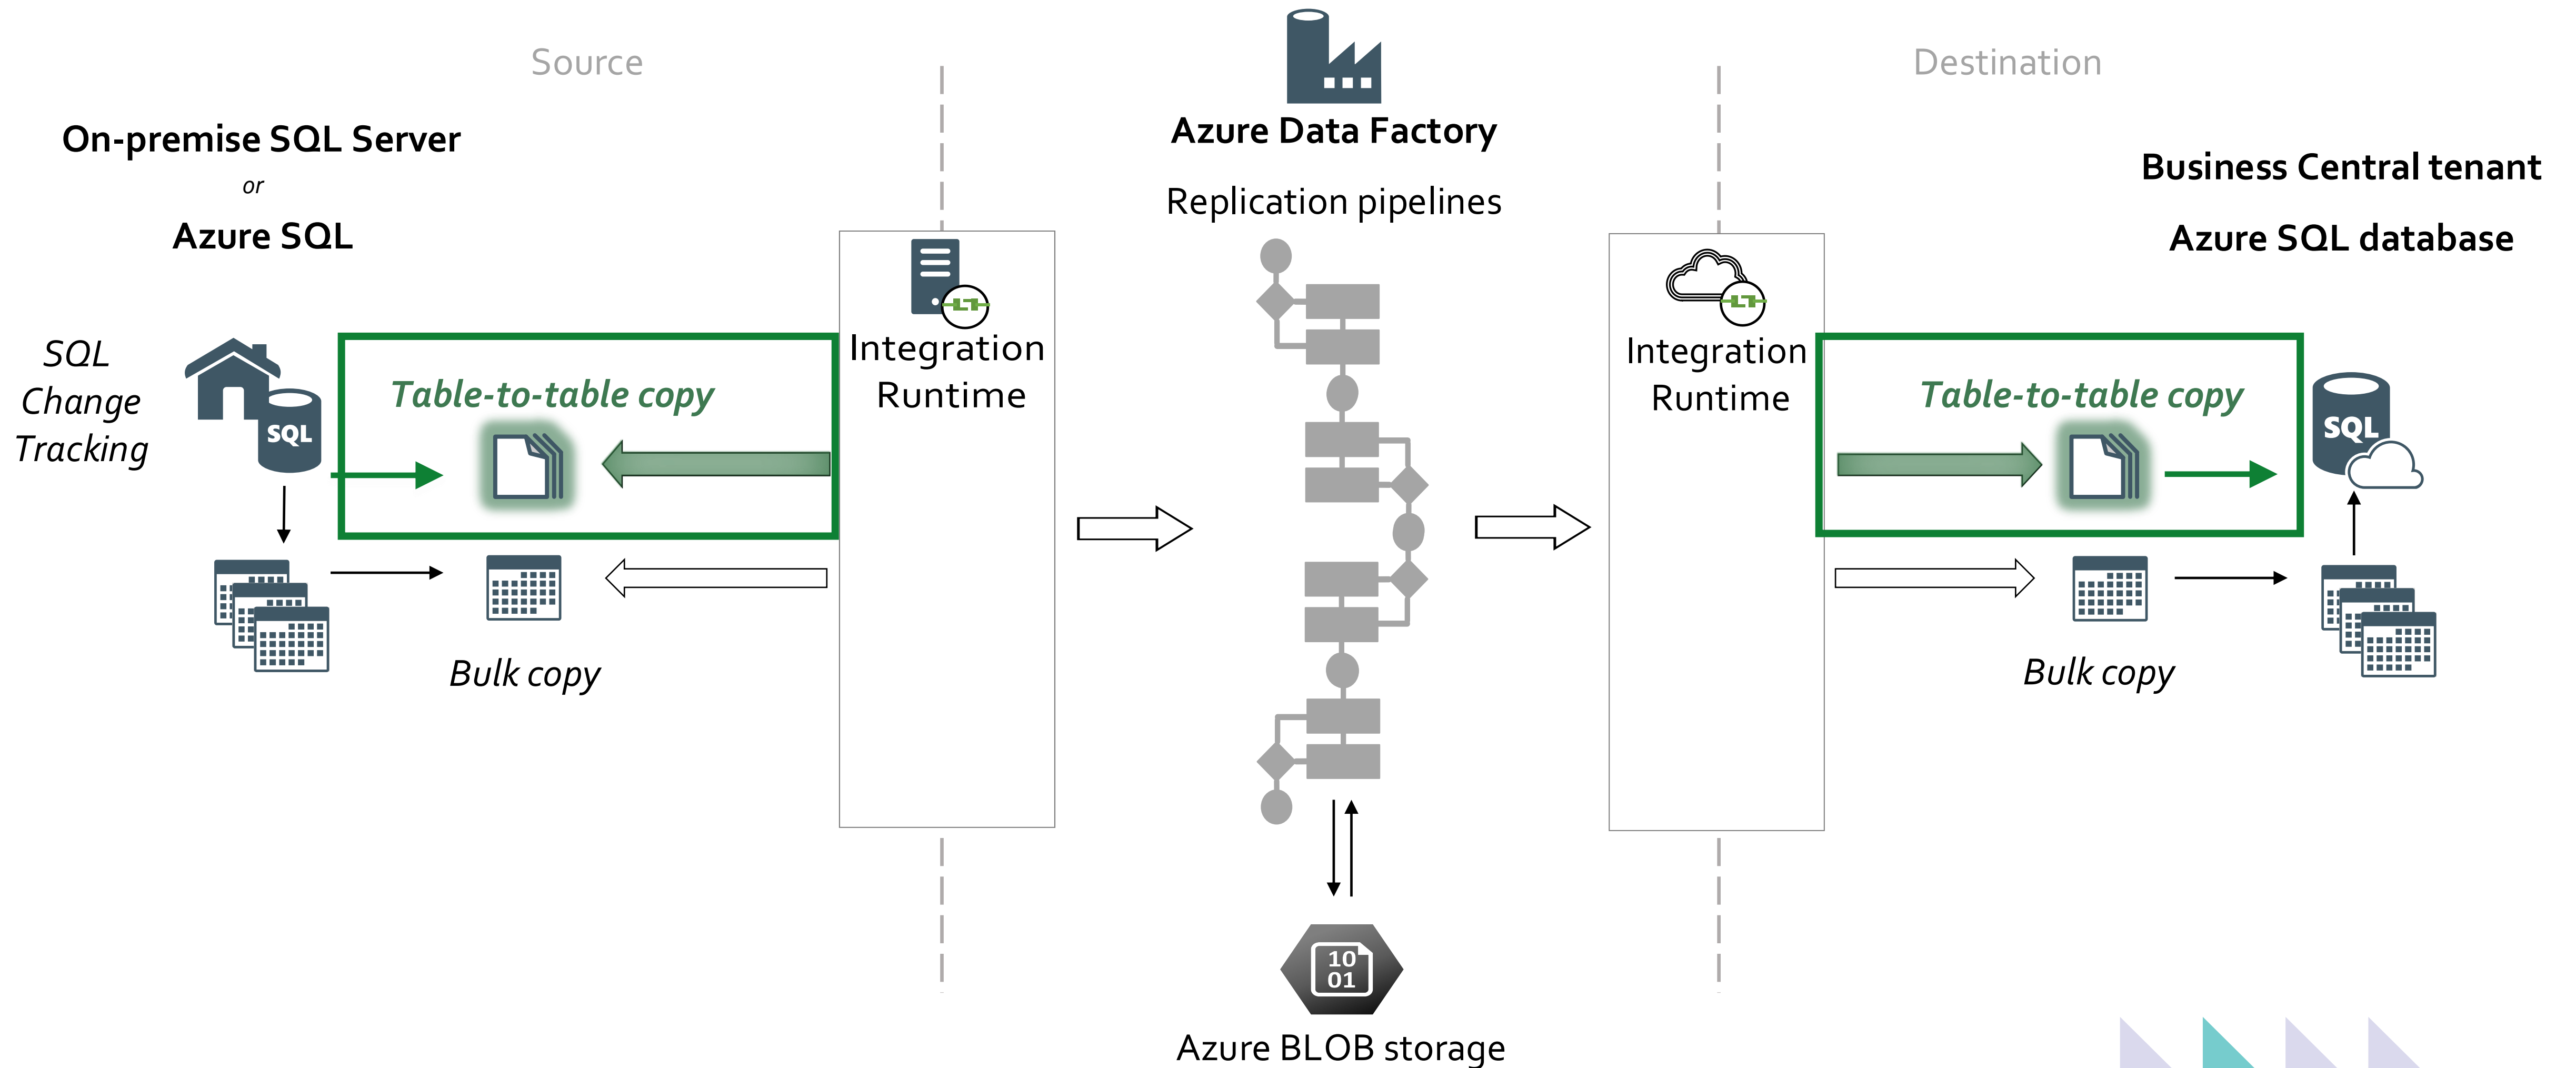 Source
Destination
On-premise SQL Server
or
Azure SQL
Azure Data Factory
Replication pipelines
Business Central tenant
Azure SQL database
SQL
Change
Tracking
SQL
Table-to-table copy
Integration
Runtime
Integration
Runtime
Table-to-table copy
SQL
Bulk copy
Bulk copy
10
01
Azure BLOB storage